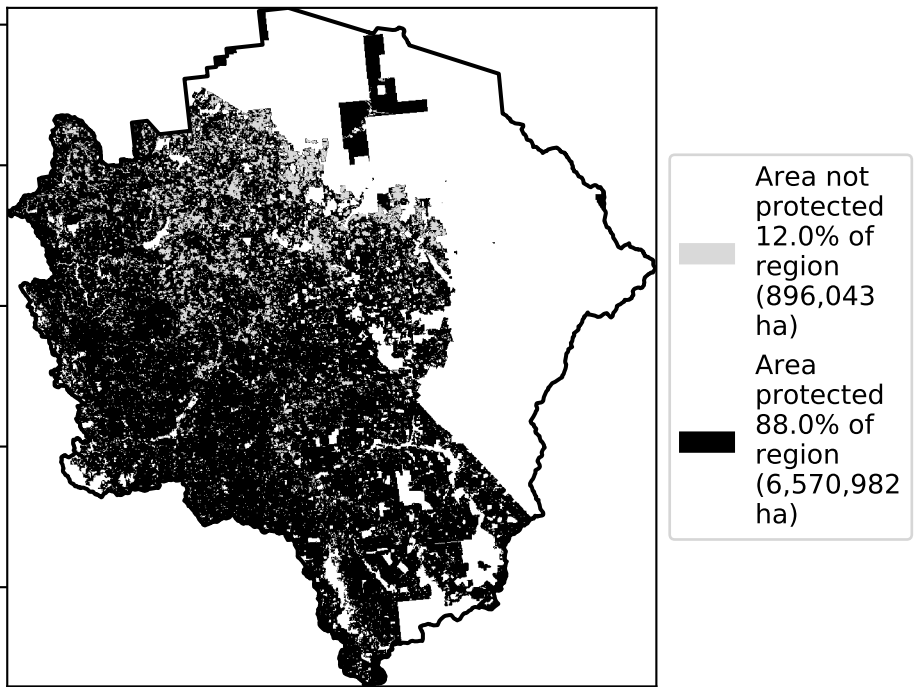 Area not
protected
12.0% of
region
(896,043
ha)
Area
protected
88.0% of
region
(6,570,982
ha)